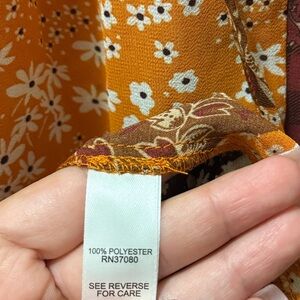 100% POLYESTER
RN37080
SEE REVERSE
FOR CARE